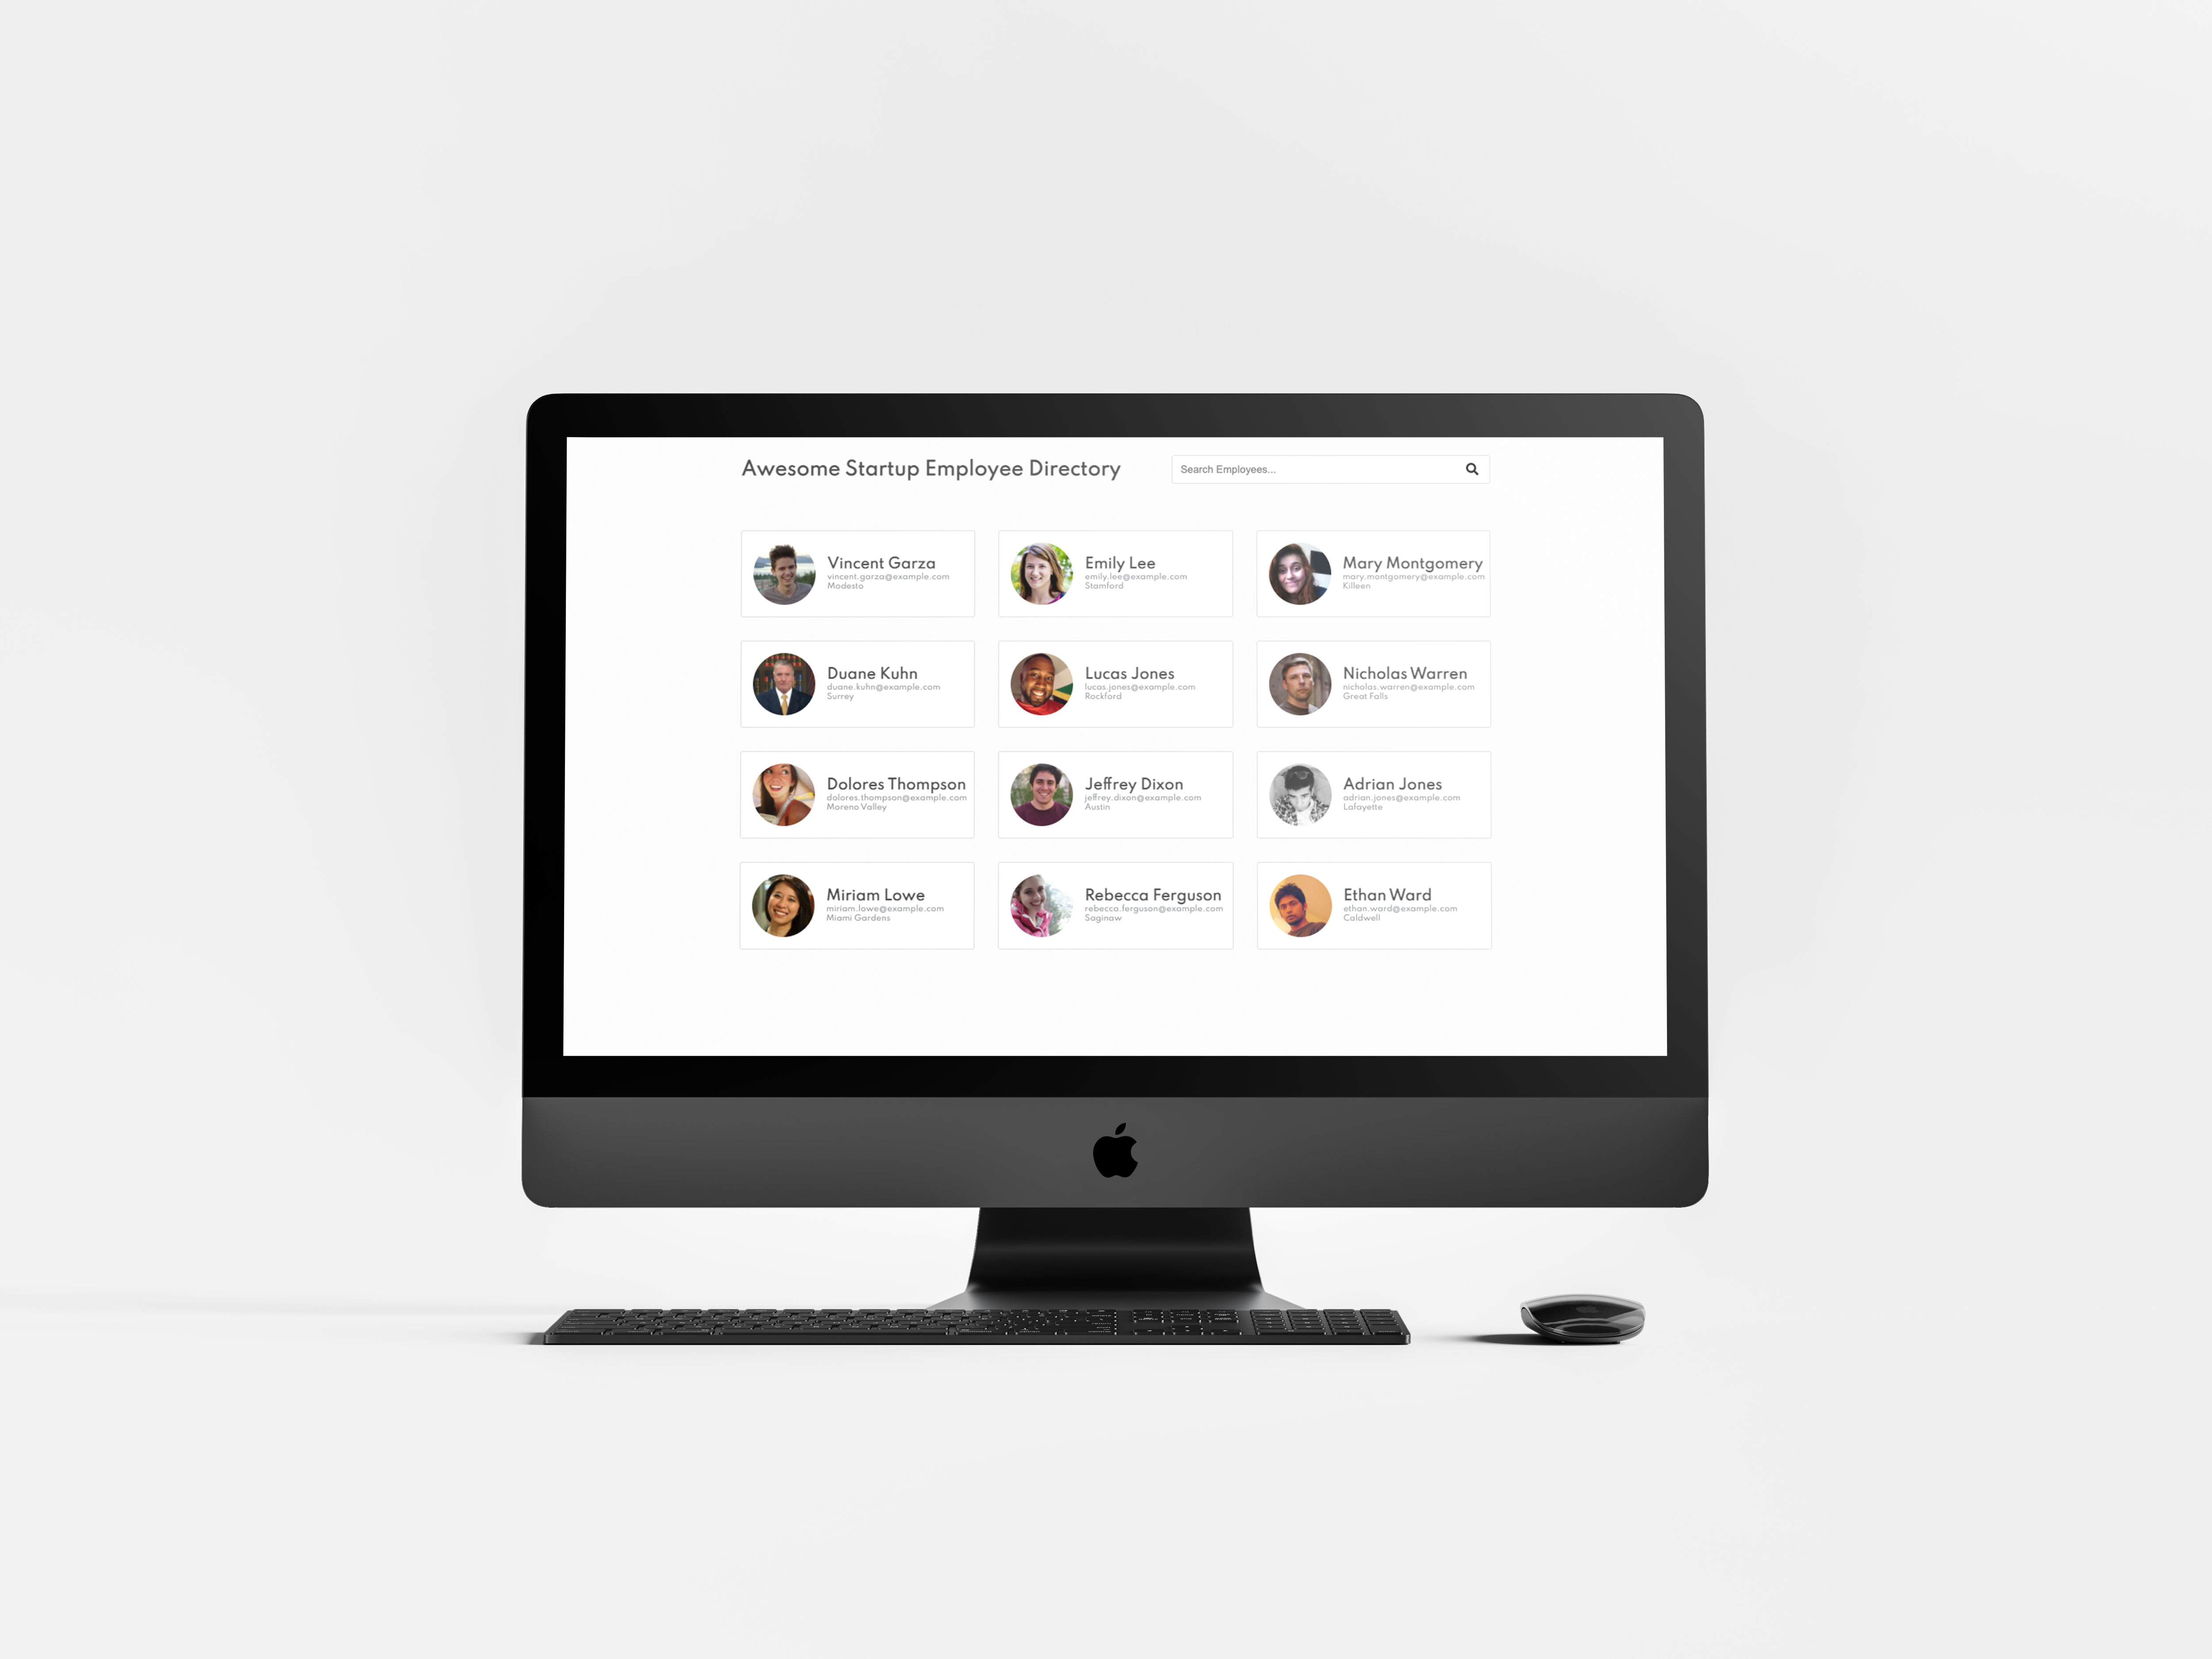 Awesome Startup Employee Directory
Search Employees...
Vincent Garza
vincent.garza@example.com
Modesto
Emily Lee
emily.lee@example.com
Stamford
Mary Montgomery
mary.montgomery@example.com
Killeen
Duane Kuhn
duane.kuhn@example.com
Surrey
Lucas Jones
lucas.jones@example.com
Rockford
Nicholas Warren
nicholas.warren@example.com
Great Falls
Dolores Thompson
dolores.thompson@example.com
Moreno Valley
Jeffrey Dixon
jeffrey.dixon@example.com
Austin
Adrian Jones
adrian.jones@example.com
Lafayette
Miriam Lowe
miriam.lowe@example.com
Miami Gardens
Rebecca Ferguson
rebecca.ferguson@example.com
Saginaw
Ethan Ward
ethan.ward@example.com
Caldwell